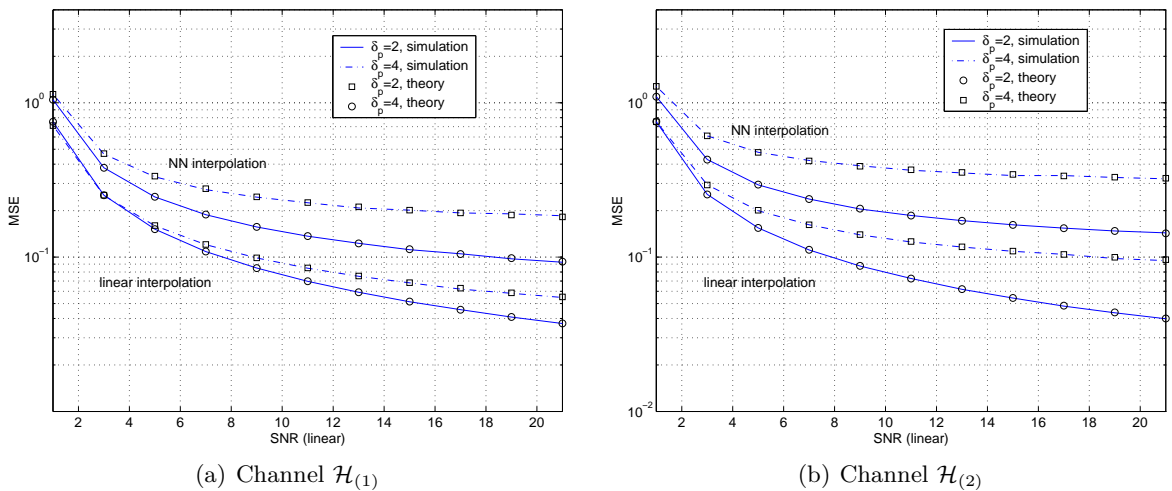 δp=2, simulation
δp=4, simulation
δp=2, theory
δp=4, theory
NN interpolation
linear interpolation
MSE
10^0
10^-1
2 4 6 8 10 12 14 16 18 20
SNR (linear)
(a) Channel H(1)
δp=2, simulation
δp=4, simulation
δp=2, theory
δp=4, theory
NN interpolation
linear interpolation
MSE
10^0
10^-1
10^-2
2 4 6 8 10 12 14 16 18 20
SNR (linear)
(b) Channel H(2)